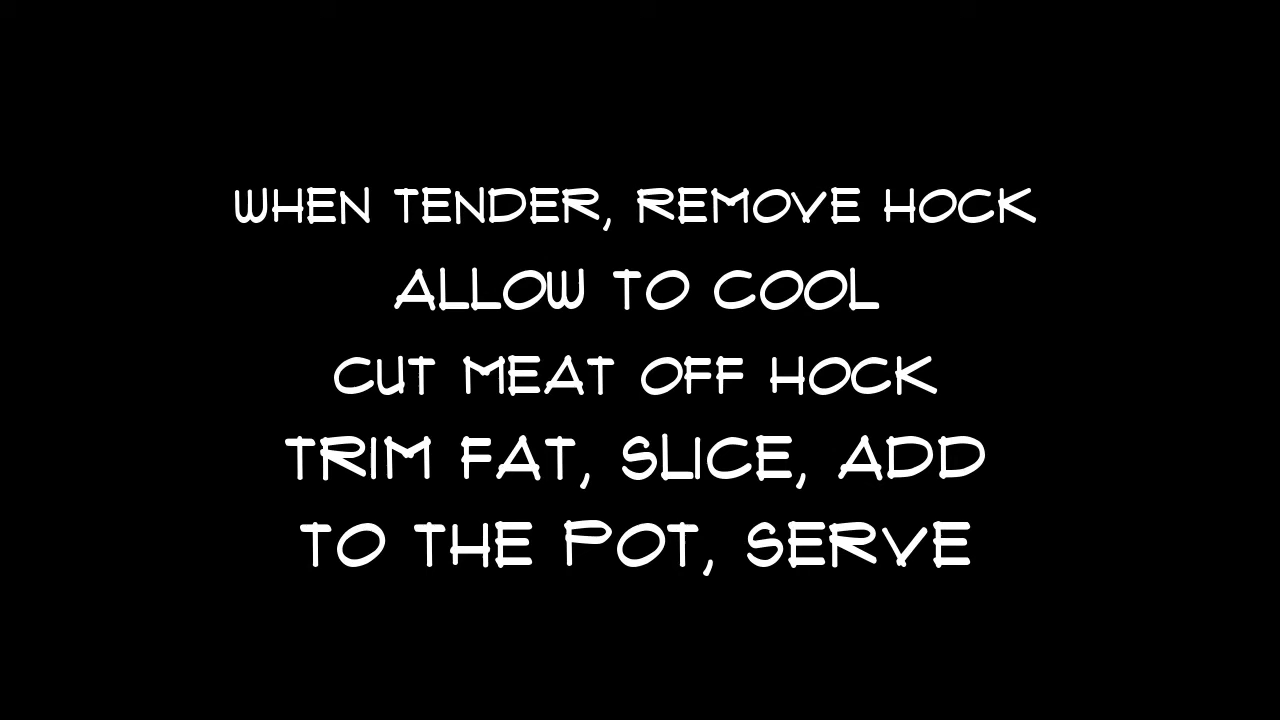 WHEN TENDER, REMOVE HOCK
ALLOW TO COOL
CUT MEAT OFF HOCK
TRIM FAT, SLICE, ADD
TO THE POT, SERVE